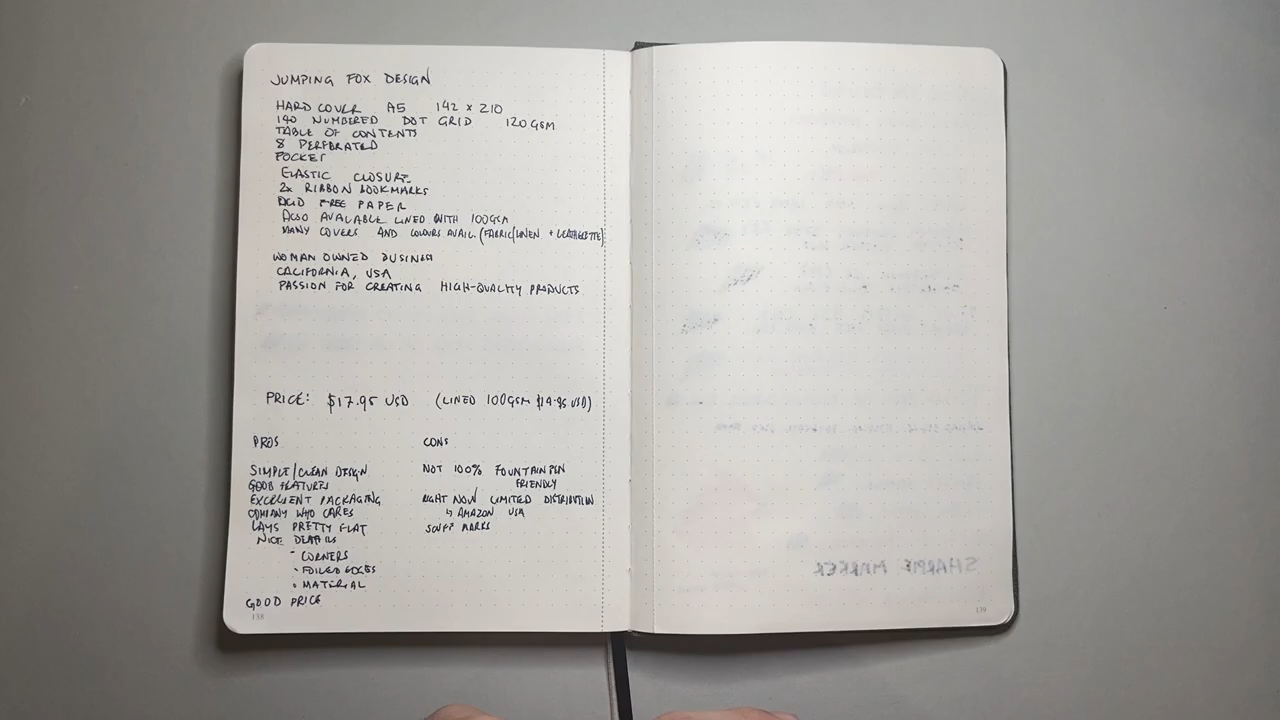 JUMPING FOX DESIGN
HARD COVER A5 142 x 210
140 NUMBERED DOT GRID 120GSM
TABLE OF CONTENTS
8 PERFORATED
POCKET
ELASTIC CLOSURE
2x RIBBON BOOKMARKS
ACID FREE PAPER
ALSO AVAILABLE LINED WITH 100GSM
MANY COVERS AND COLOURS AVAIL. (FABRIC/LINEN + LEATHERETTE)
WOMAN OWNED BUSINESS
CALIFORNIA, USA
PASSION FOR CREATING HIGH-QUALITY PRODUCTS
PRICE: $17.95 USD (LINED 100GSM $19.95 USD)
PROS
SIMPLE/CLEAN DESIGN
GOOD FEATURES
EXCELLENT PACKAGING
COMPANY WHO CARES
LAYS PRETTY FLAT
NICE DETAILS
- CORNERS
• FOILED EDGES
• MATERIAL
GOOD PRICE
CONS
NOT 100% FOUNTAIN PEN
FRIENDLY
RIGHT NOW LIMITED DISTRIBUTION
↳ AMAZON USA
SCUFF MARKS
138
SHARPIE MARKER
139